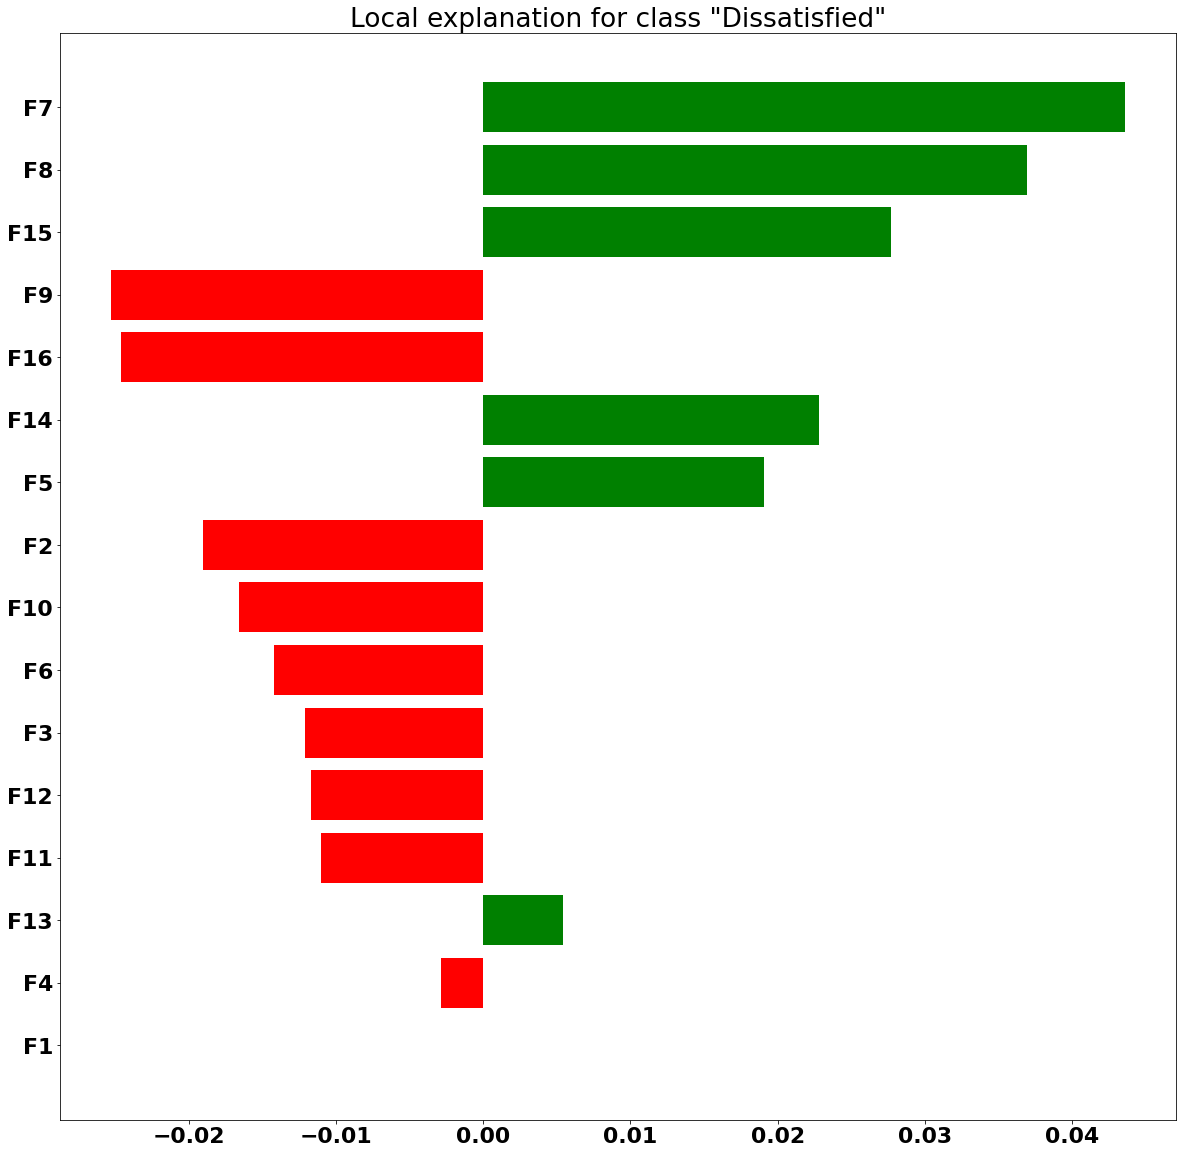 Local explanation for class "Dissatisfied"
F7
F8
F15
F9
F16
F14
F5
F2
F10
F6
F3
F12
F11
F13
F4
F1
−0.02 −0.01 0.00 0.01 0.02 0.03 0.04